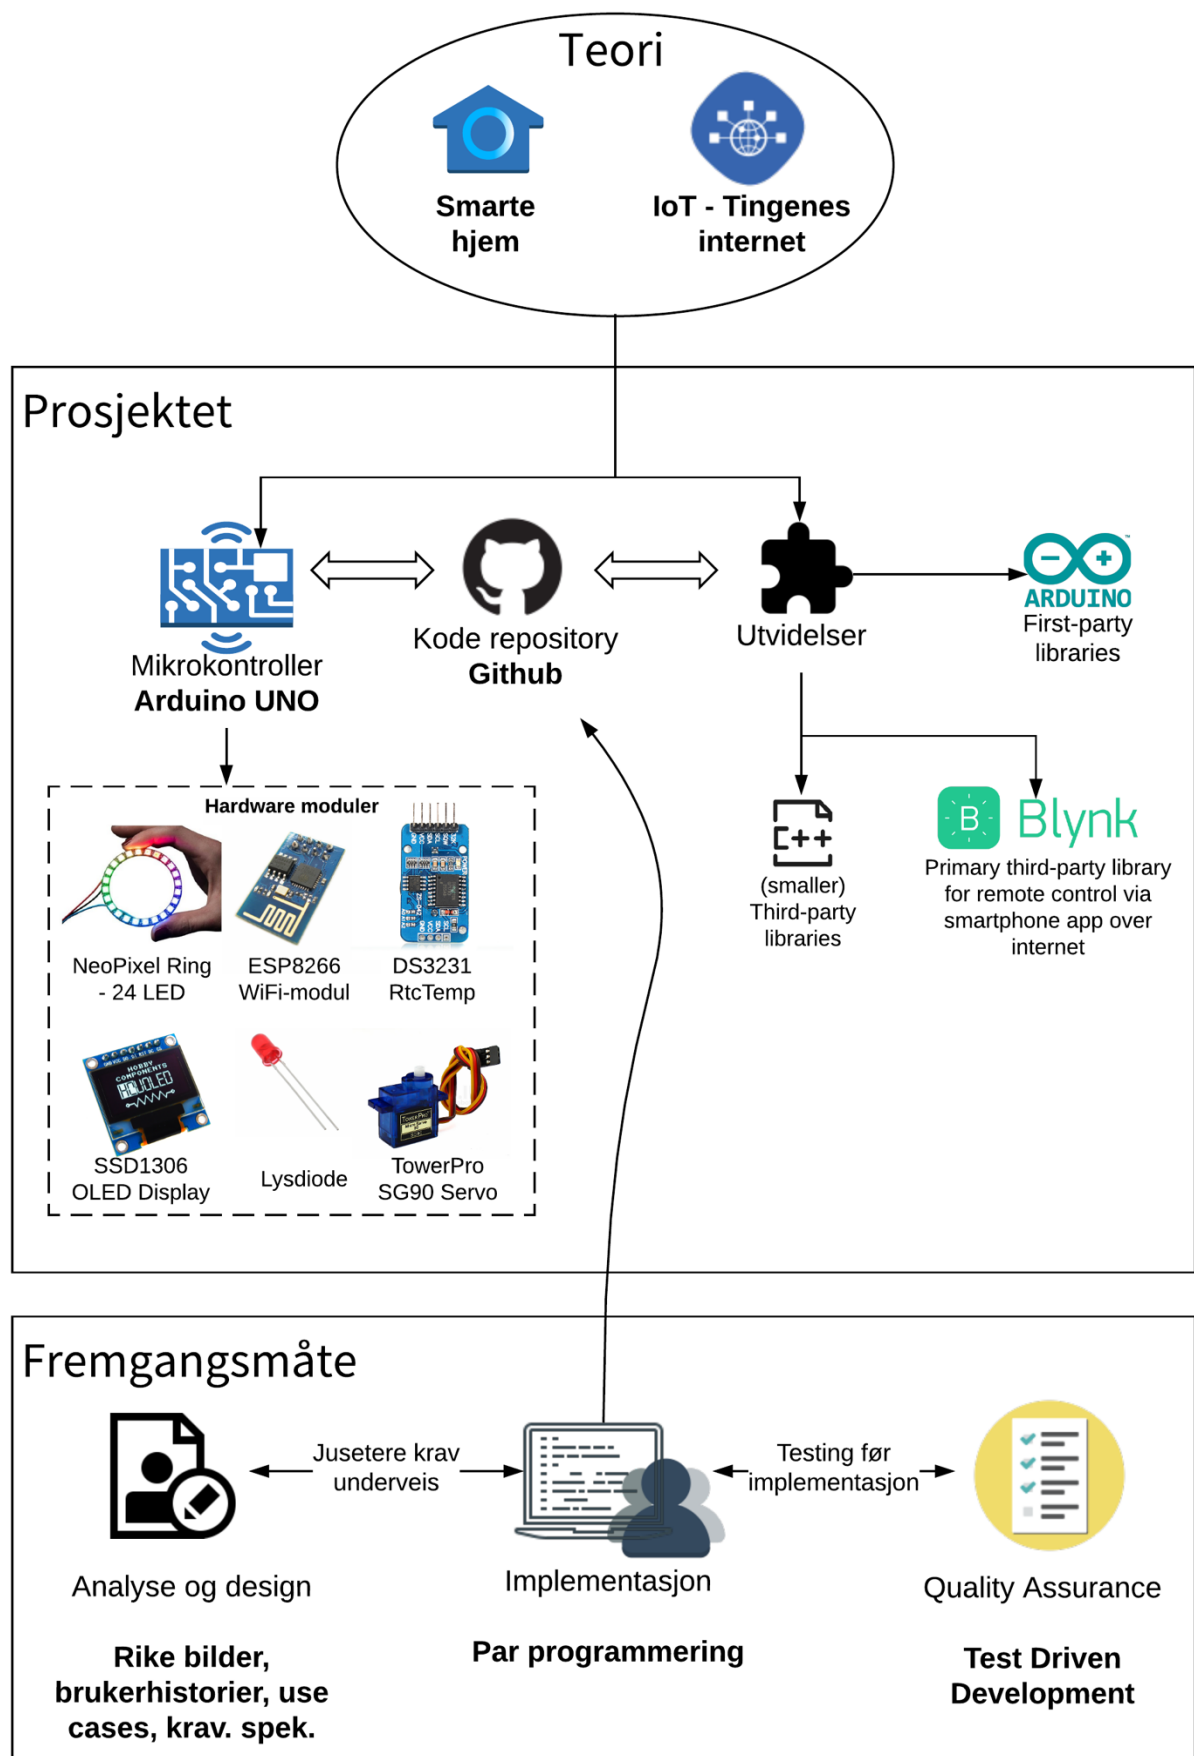 Teori
Smarte
hjem
IoT - Tingenes
internet
Prosjektet
Mikrokontroller
Arduino UNO
Kode repository
Github
Utvidelser
ARDUINO
First-party
libraries
Hardware moduler
NeoPixel Ring
- 24 LED
ESP8266
WiFi-modul
DS3231
RtcTemp
HOBBY
COMPONENTS
SSD1306
OLED Display
Lysdiode
TowerPro
TowerPro
SG90 Servo
C++
(smaller)
Third-party
libraries
B
Blynk
Primary third-party library
for remote control via
smartphone app over
internet
Fremgangsmåte
Jusetere krav
underveis
Testing før
implementasjon
Analyse og design
Implementasjon
Quality Assurance
Rike bilder,
brukerhistorier, use
cases, krav. spek.
Par programmering
Test Driven
Development